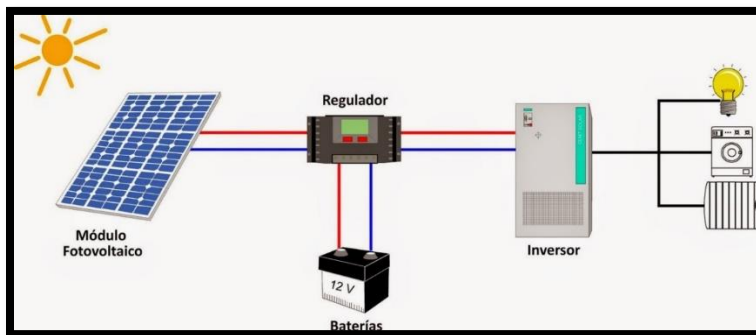 Regulador
Módulo
Fotovoltaico
12 V
Baterías
Inversor